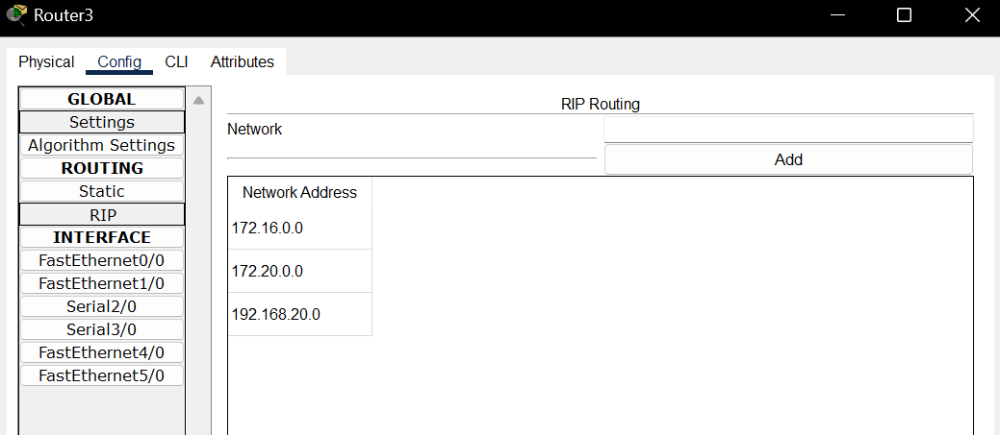 Router3
Physical Config CLI Attributes
GLOBAL
Settings
Algorithm Settings
ROUTING
Static
RIP
INTERFACE
FastEthernet0/0
FastEthernet1/0
Serial2/0
Serial3/0
FastEthernet4/0
FastEthernet5/0
RIP Routing
Network
Add
Network Address
172.16.0.0
172.20.0.0
192.168.20.0